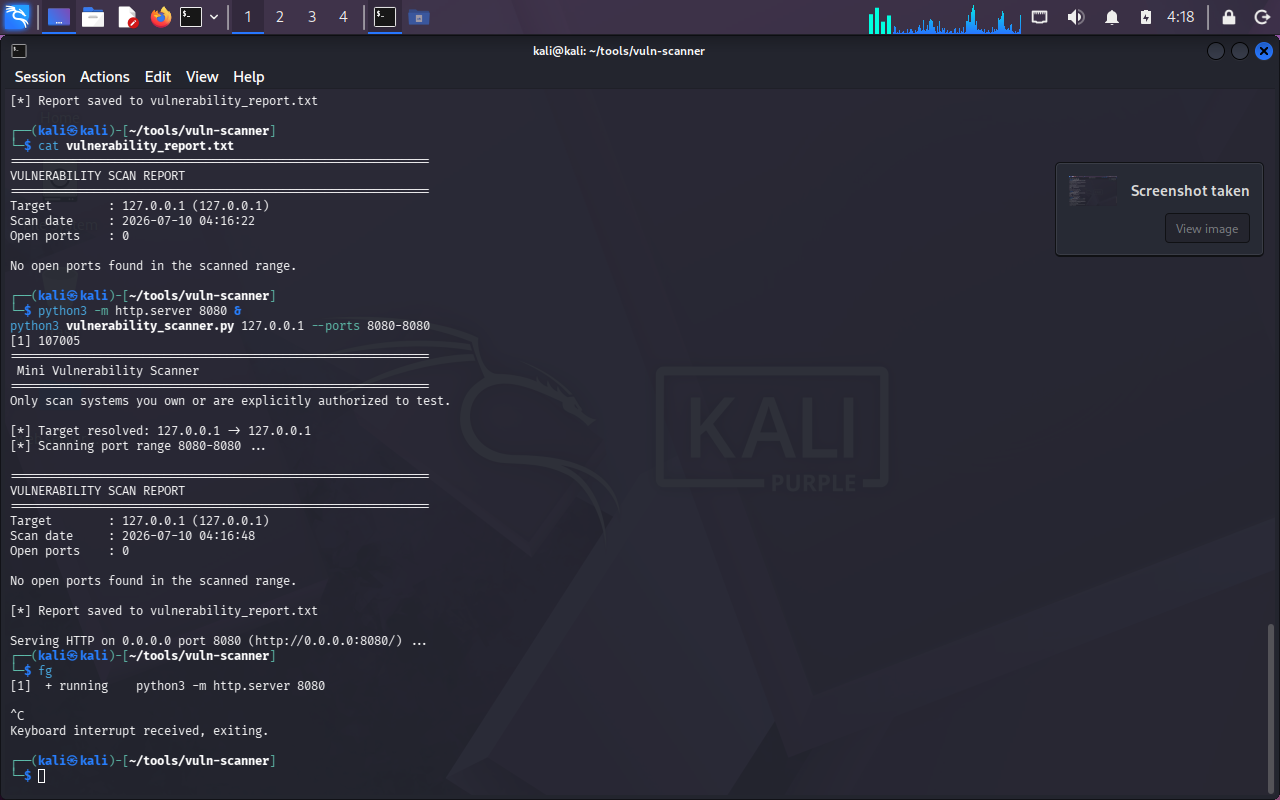 1 2 3 4 4:18
kali@kali: ~/tools/vuln-scanner
Session Actions Edit View Help
[*] Report saved to vulnerability_report.txt
┌──(kali㉿kali)-[~/tools/vuln-scanner]
└─$ cat vulnerability_report.txt
============================================================
VULNERABILITY SCAN REPORT
============================================================
Target        : 127.0.0.1 (127.0.0.1)
Scan date     : 2026-07-10 04:16:22
Open ports    : 0
No open ports found in the scanned range.
┌──(kali㉿kali)-[~/tools/vuln-scanner]
└─$ python3 -m http.server 8080 &
python3 vulnerability_scanner.py 127.0.0.1 --ports 8080-8080
[1] 107005
============================================================
Mini Vulnerability Scanner
============================================================
Only scan systems you own or are explicitly authorized to test.
[*] Target resolved: 127.0.0.1 -> 127.0.0.1
[*] Scanning port range 8080-8080 ...
============================================================
VULNERABILITY SCAN REPORT
============================================================
Target        : 127.0.0.1 (127.0.0.1)
Scan date     : 2026-07-10 04:16:48
Open ports    : 0
No open ports found in the scanned range.
[*] Report saved to vulnerability_report.txt
Serving HTTP on 0.0.0.0 port 8080 (http://0.0.0.0:8080/) ...
┌──(kali㉿kali)-[~/tools/vuln-scanner]
└─$ fg
[1]  + running    python3 -m http.server 8080
^C
Keyboard interrupt received, exiting.
┌──(kali㉿kali)-[~/tools/vuln-scanner]
└─$
Screenshot taken
View image
KALI
PURPLE